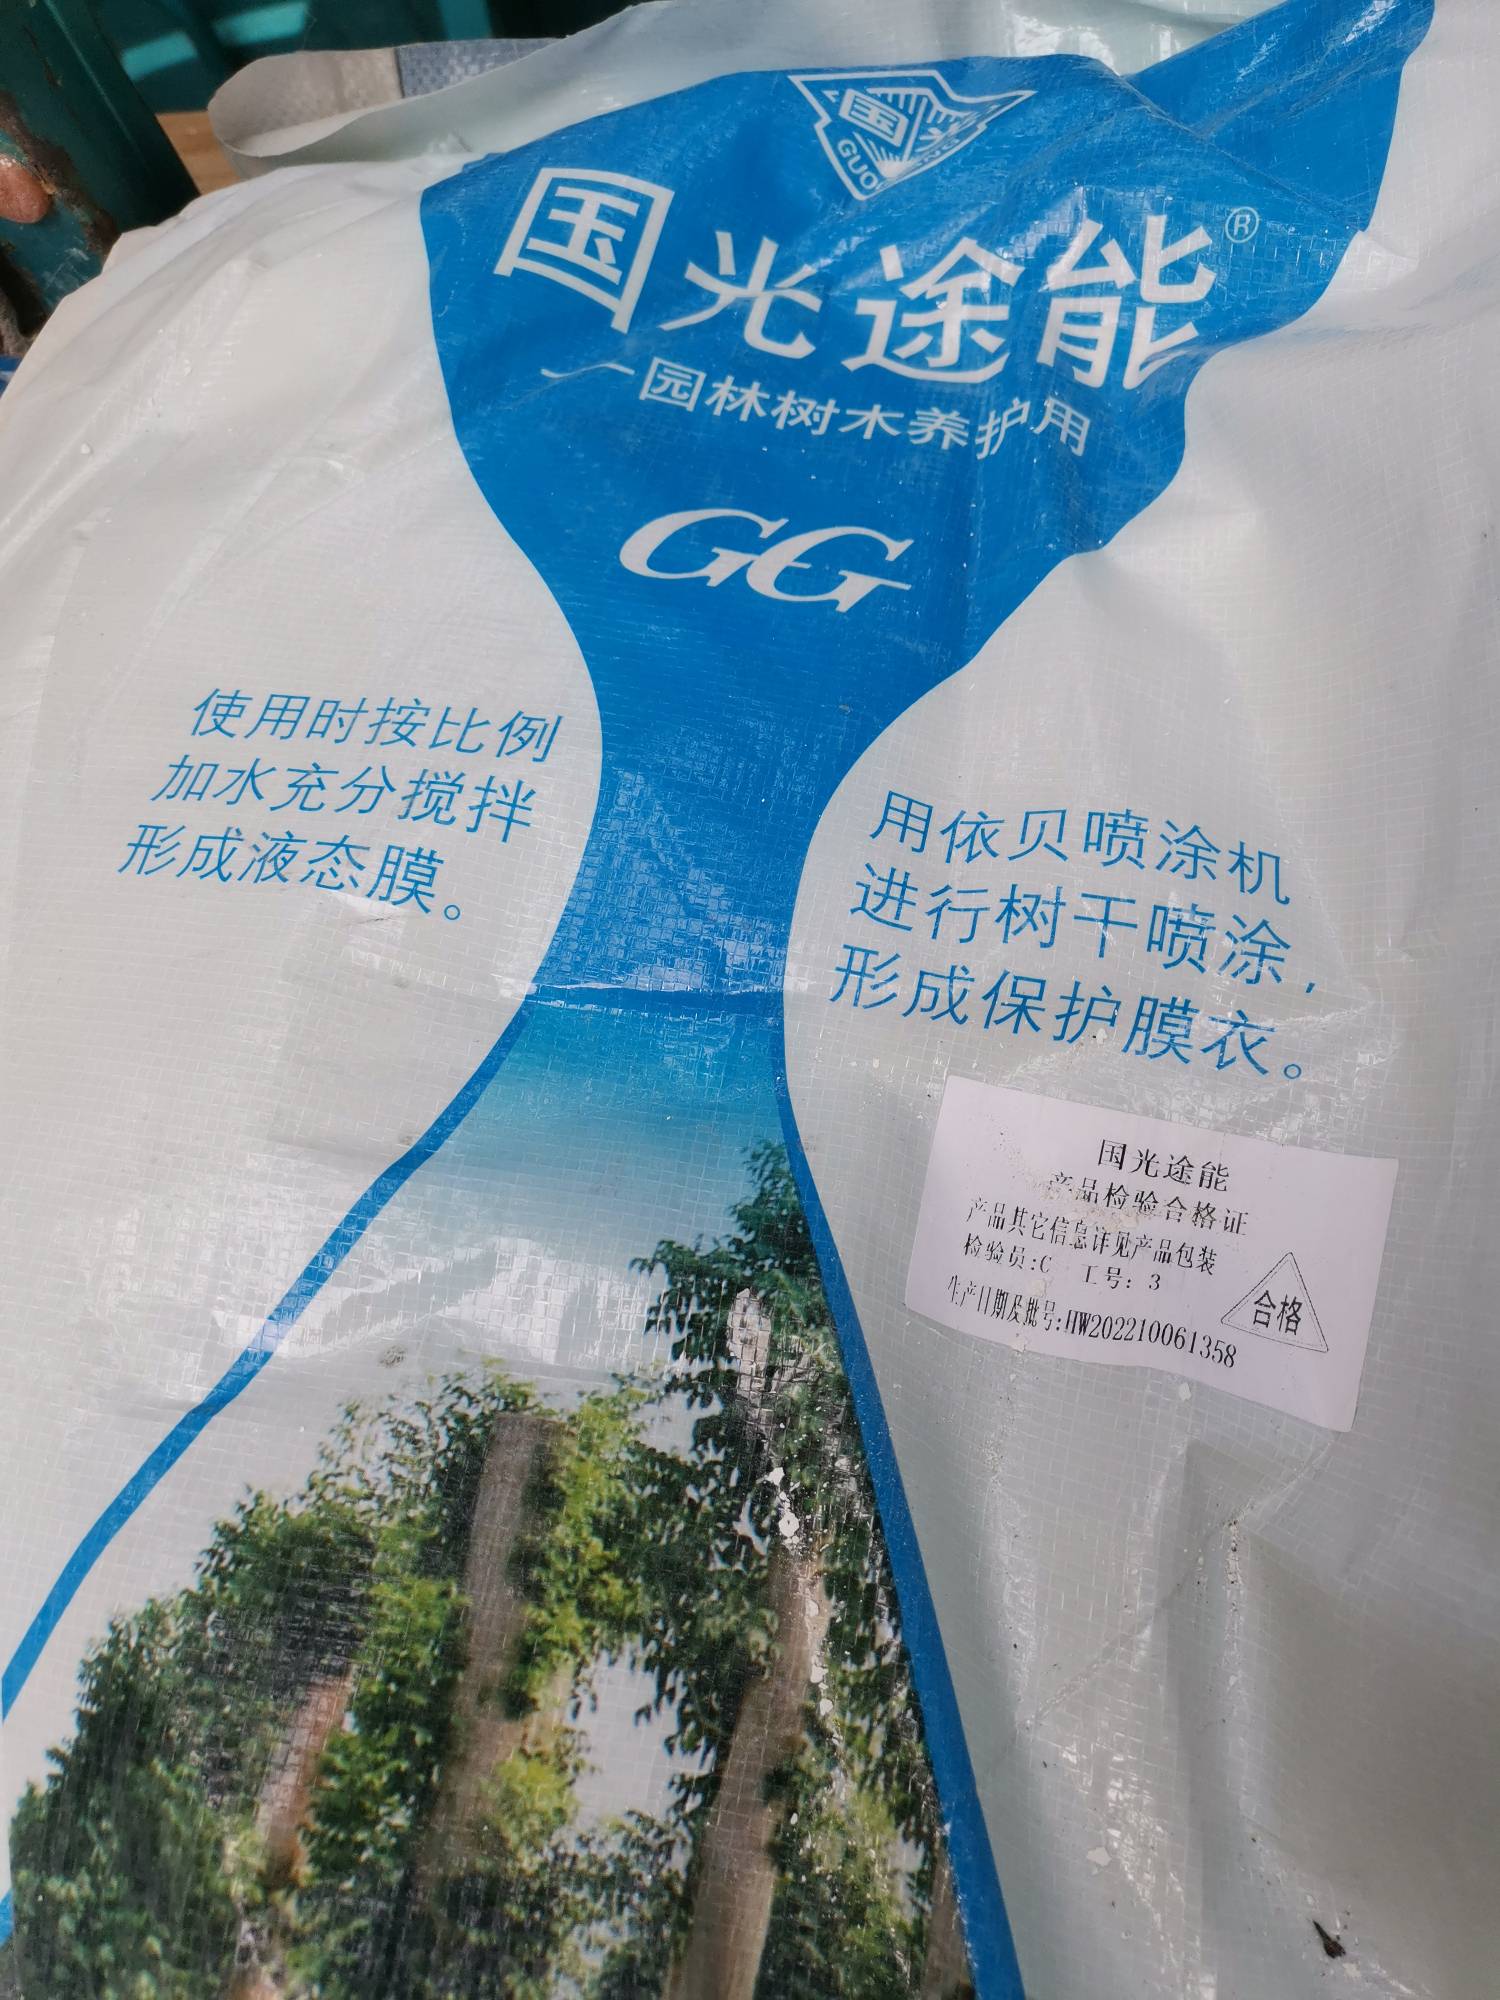 国光
GUO
国光途能®
—园林树木养护用
GG
使用时按比例
加水充分搅拌
形成液态膜。
用依贝喷涂机
进行树干喷涂,
形成保护膜衣。
国光途能
产品检验合格证
产品其它信息详见产品包装
检验员:C 工号: 3
生产日期及批号:HW202210061358
合格